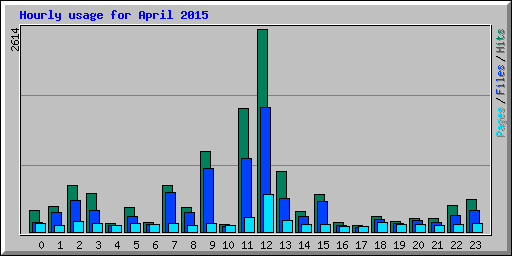 Hourly usage for April 2015
2614
Pages / Files / Hits
0 1 2 3 4 5 6 7 8 9 10 11 12 13 14 15 16 17 18 19 20 21 22 23